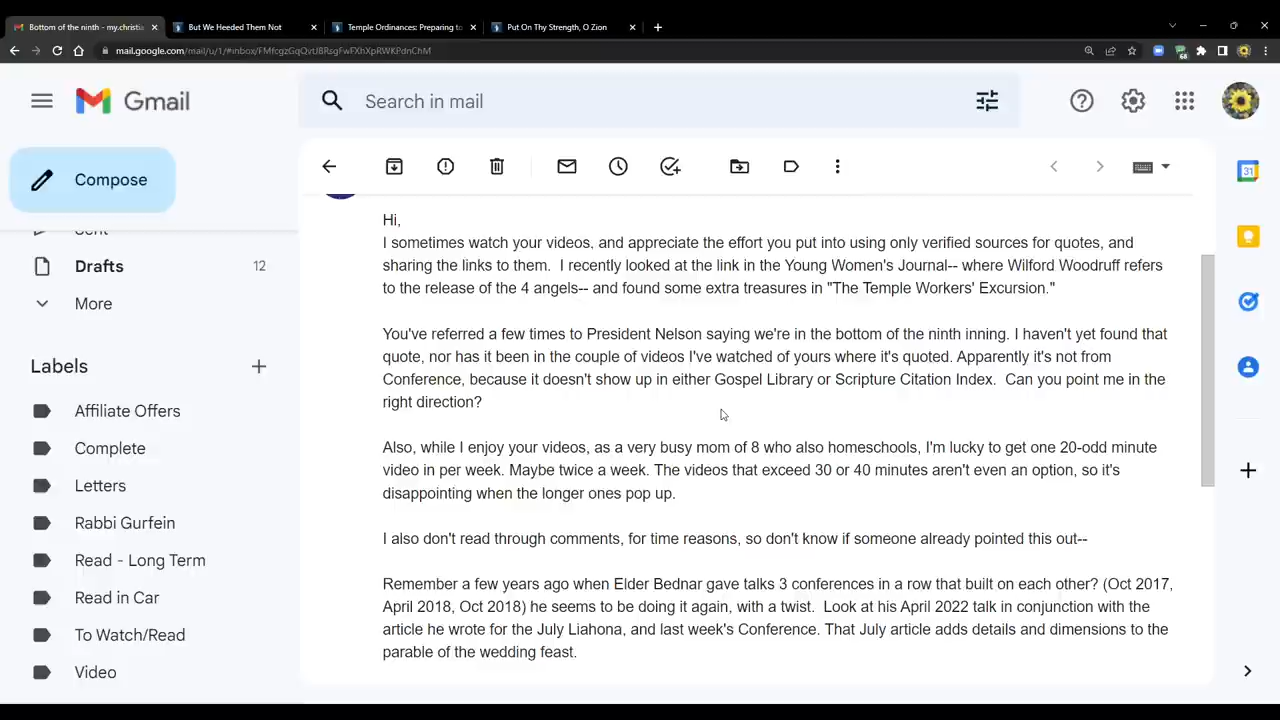 Bottom of the ninth - my.christia
But We Heeded Them Not
Temple Ordinances: Preparing to
Put On Thy Strength, O Zion
mail.google.com/mail/u/1/#inbox/
68
Gmail
Search in mail
Compose
Sent
Drafts 12
More
Labels
Affiliate Offers
Complete
Letters
Rabbi Gurfein
Read - Long Term
Read in Car
To Watch/Read
Video
31
Hi,
I sometimes watch your videos, and appreciate the effort you put into using only verified sources for quotes, and
sharing the links to them.  I recently looked at the link in the Young Women's Journal-- where Wilford Woodruff refers
to the release of the 4 angels-- and found some extra treasures in "The Temple Workers' Excursion."
You've referred a few times to President Nelson saying we're in the bottom of the ninth inning. I haven't yet found that
quote, nor has it been in the couple of videos I've watched of yours where it's quoted. Apparently it's not from
Conference, because it doesn't show up in either Gospel Library or Scripture Citation Index.  Can you point me in the
right direction?
Also, while I enjoy your videos, as a very busy mom of 8 who also homeschools, I'm lucky to get one 20-odd minute
video in per week. Maybe twice a week. The videos that exceed 30 or 40 minutes aren't even an option, so it's
disappointing when the longer ones pop up.
I also don't read through comments, for time reasons, so don't know if someone already pointed this out--
Remember a few years ago when Elder Bednar gave talks 3 conferences in a row that built on each other? (Oct 2017,
April 2018, Oct 2018) he seems to be doing it again, with a twist.  Look at his April 2022 talk in conjunction with the
article he wrote for the July Liahona, and last week's Conference. That July article adds details and dimensions to the
parable of the wedding feast.